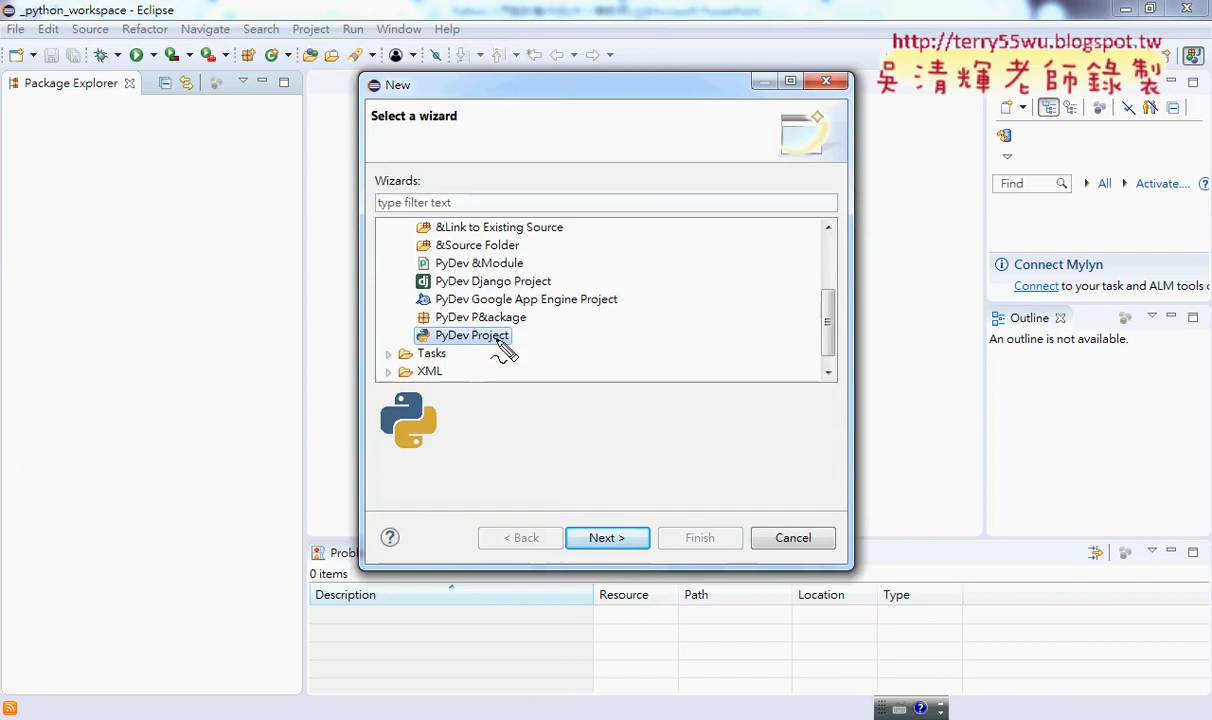 _python_workspace - Eclipse
File Edit Source Refactor Navigate Search Project Run Window Help
http://terry55wu.blogspot.tw
吳清輝老師錄製
Package Explorer
New
Select a wizard
Wizards:
type filter text
&Link to Existing Source
&Source Folder
PyDev &Module
PyDev Django Project
PyDev Google App Engine Project
PyDev P&ackage
PyDev Project
Tasks
XML
< Back Next > Finish Cancel
Find All Activate...
Connect Mylyn
Connect to your task and ALM tools
Outline
An outline is not available.
0 items
Description Resource Path Location Type